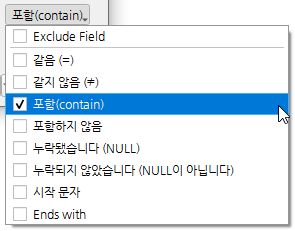 포함(contain)
Exclude Field
같음 (=)
같지 않음 (≠)
포함(contain)
포함하지 않음
누락됐습니다 (NULL)
누락되지 않았습니다 (NULL이 아닙니다)
시작 문자
Ends with